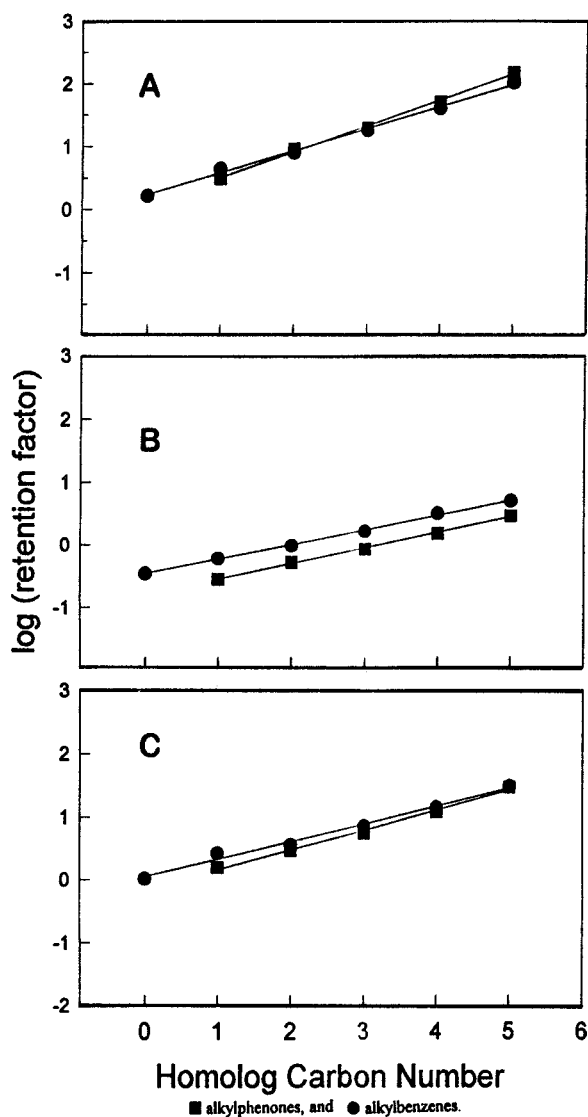 3
A
2
1
0
-1
3
B
2
1
0
-1
log (retention factor)
3
C
2
1
0
-1
-2
0 1 2 3 4 5 6
Homolog Carbon Number
■ alkylphenones, and ● alkylbenzenes.